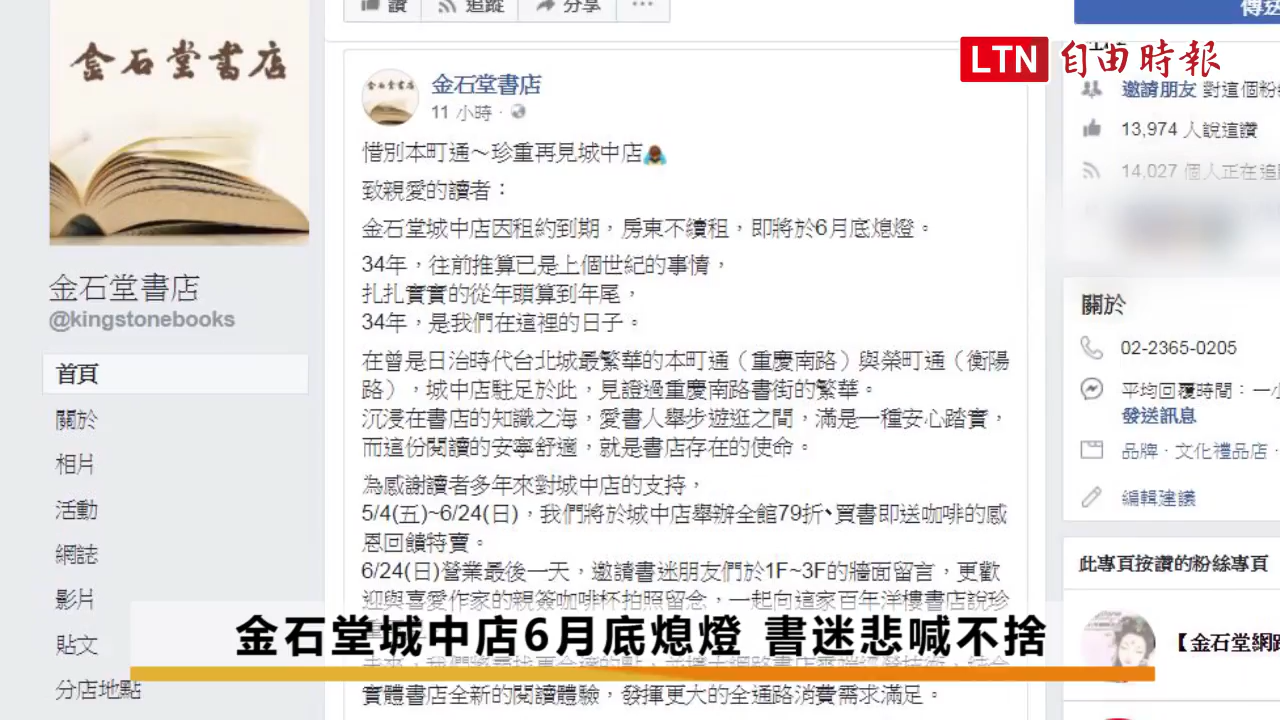 金石堂書店
金石堂書店
@kingstonebooks
首頁
關於
相片
活動
網誌
影片
貼文
分店地點
讚
追蹤
分享
金石堂書店
金石堂書店
11 小時
惜別本町通～珍重再見城中店
致親愛的讀者：
金石堂城中店因租約到期，房東不續租，即將於6月底熄燈。
34年，往前推算已是上個世紀的事情，
扎扎實實的從年頭算到年尾，
34年，是我們在這裡的日子。
在曾是日治時代台北城最繁華的本町通（重慶南路）與榮町通（衡陽
路），城中店駐足於此，見證過重慶南路書街的繁華。
沉浸在書店的知識之海，愛書人舉步遊逛之間，滿是一種安心踏實，
而這份閱讀的安寧舒適，就是書店存在的使命。
為感謝讀者多年來對城中店的支持，
5/4(五)~6/24(日)，我們將於城中店舉辦全館79折、買書即送咖啡的感
恩回饋特賣。
6/24(日)營業最後一天，邀請書迷朋友們於1F~3F的牆面留言，更歡
迎與喜愛作家的親簽咖啡杯拍照留念，一起向這家百年洋樓書店說珍
實體書店全新的閱讀體驗，發揮更大的全通路消費需求滿足。
金石堂城中店6月底熄燈 書迷悲喊不捨
傳送
LTN 自由時報
邀請朋友 對這個粉
13,974 人說這讚
14,027 個人正在追
關於
02-2365-0205
平均回覆時間：一小
發送訊息
品牌 · 文化禮品店 ·
編輯建議
此專頁按讚的粉絲專頁
【金石堂網